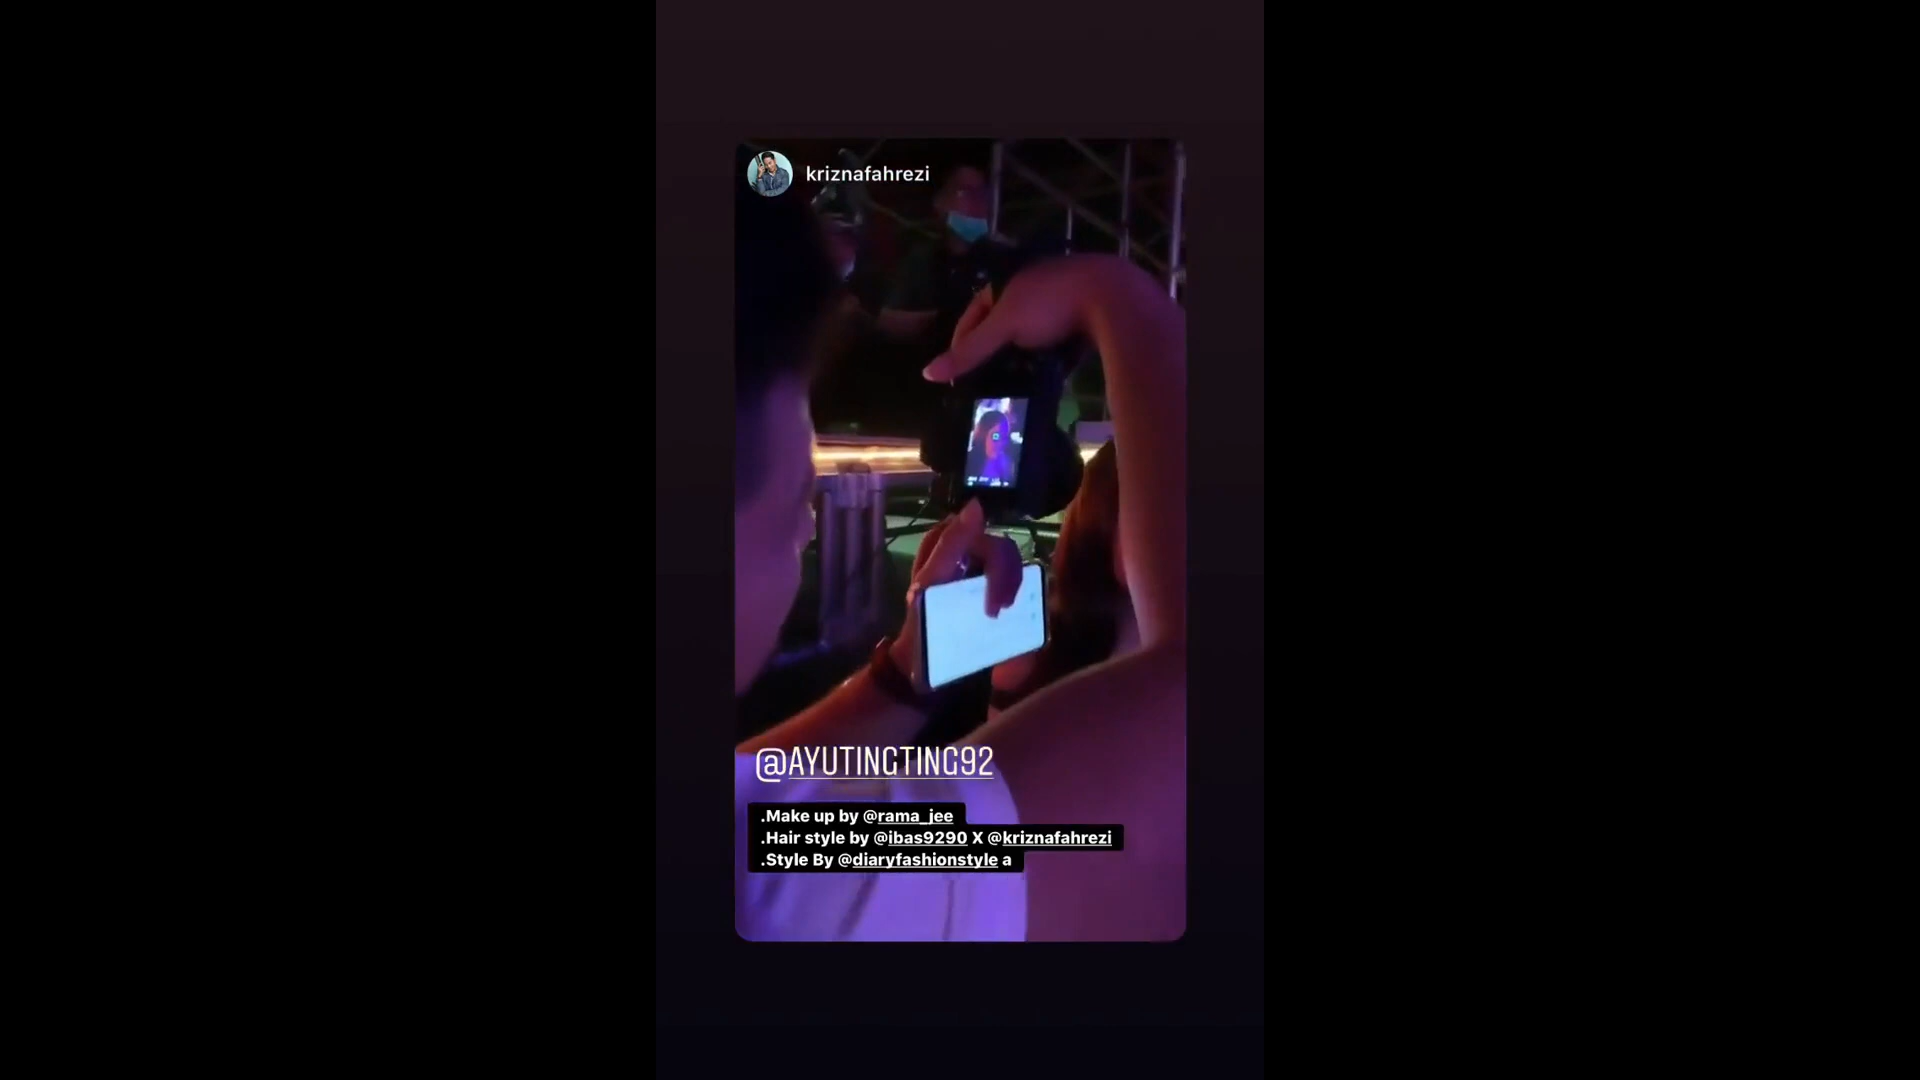 kriznafahrezi
@AYUTINGTING92
.Make up by @rama_jee
.Hair style by @ibas9290 X @kriznafahrezi
.Style By @diaryfashionstyle a